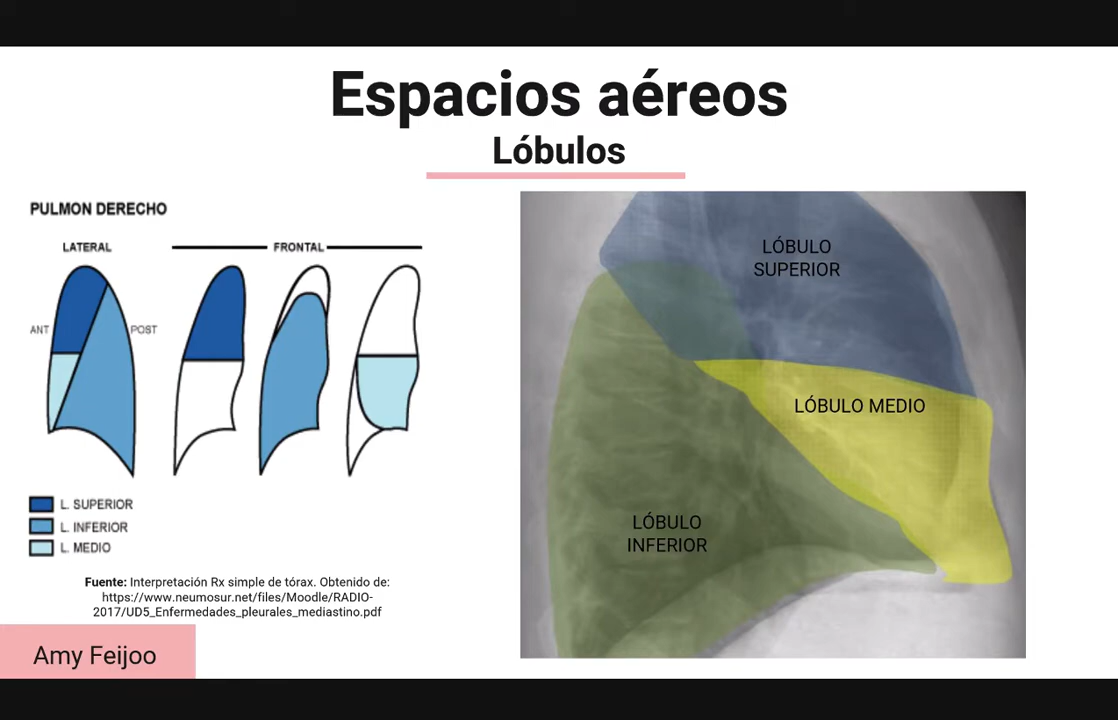 Espacios aéreos
Lóbulos
PULMON DERECHO
LATERAL
FRONTAL
ANT
POST
L. SUPERIOR
L. INFERIOR
L. MEDIO
Fuente: Interpretación Rx simple de tórax. Obtenido de:
https://www.neumosur.net/files/Moodle/RADIO-
2017/UD5_Enfermedades_pleurales_mediastino.pdf
Amy Feijoo
LÓBULO
SUPERIOR
LÓBULO MEDIO
LÓBULO
INFERIOR